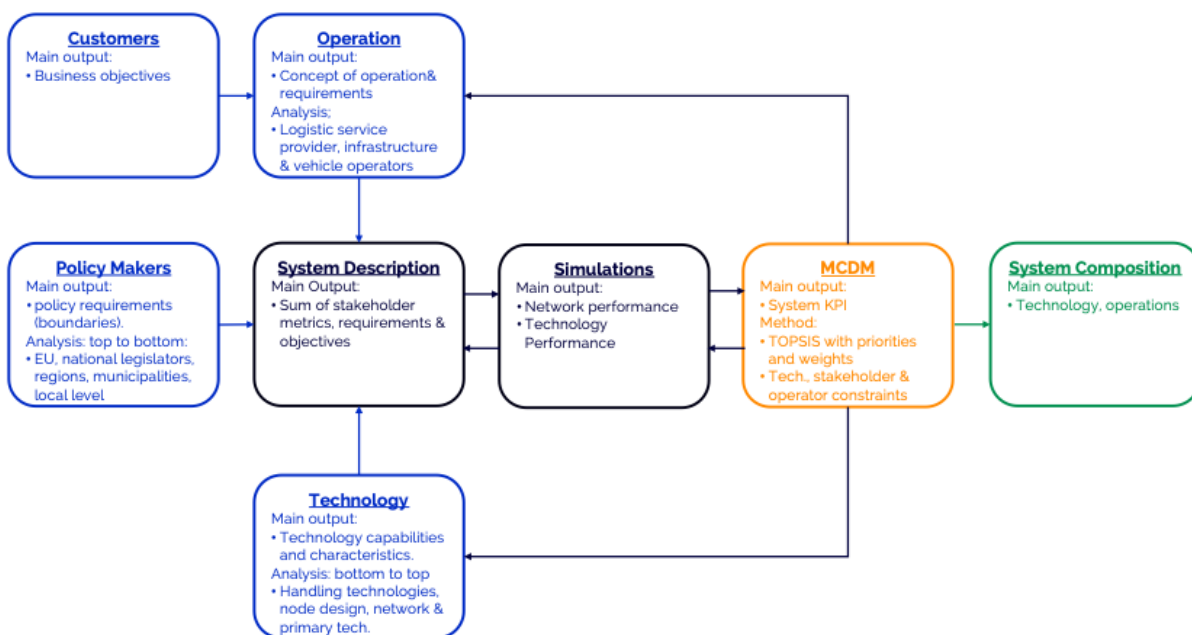 Customers
Main output:
• Business objectives
Operation
Main output:
• Concept of operation&
requirements
Analysis;
• Logistic service
provider, infrastructure
& vehicle operators
Policy Makers
Main output:
• policy requirements
(boundaries).
Analysis: top to bottom:
• EU, national legislators,
regions, municipalities,
local level
System Description
Main Output:
• Sum of stakeholder
metrics, requirements &
objectives
Simulations
Main output:
• Network performance
• Technology
Performance
MCDM
Main output:
• System KPI
Method:
• TOPSIS with priorities
and weights
• Tech., stakeholder &
operator constraints
System Composition
Main output:
• Technology, operations
Technology
Main output:
• Technology capabilities
and characteristics.
Analysis: bottom to top
• Handling technologies,
node design, network &
primary tech.